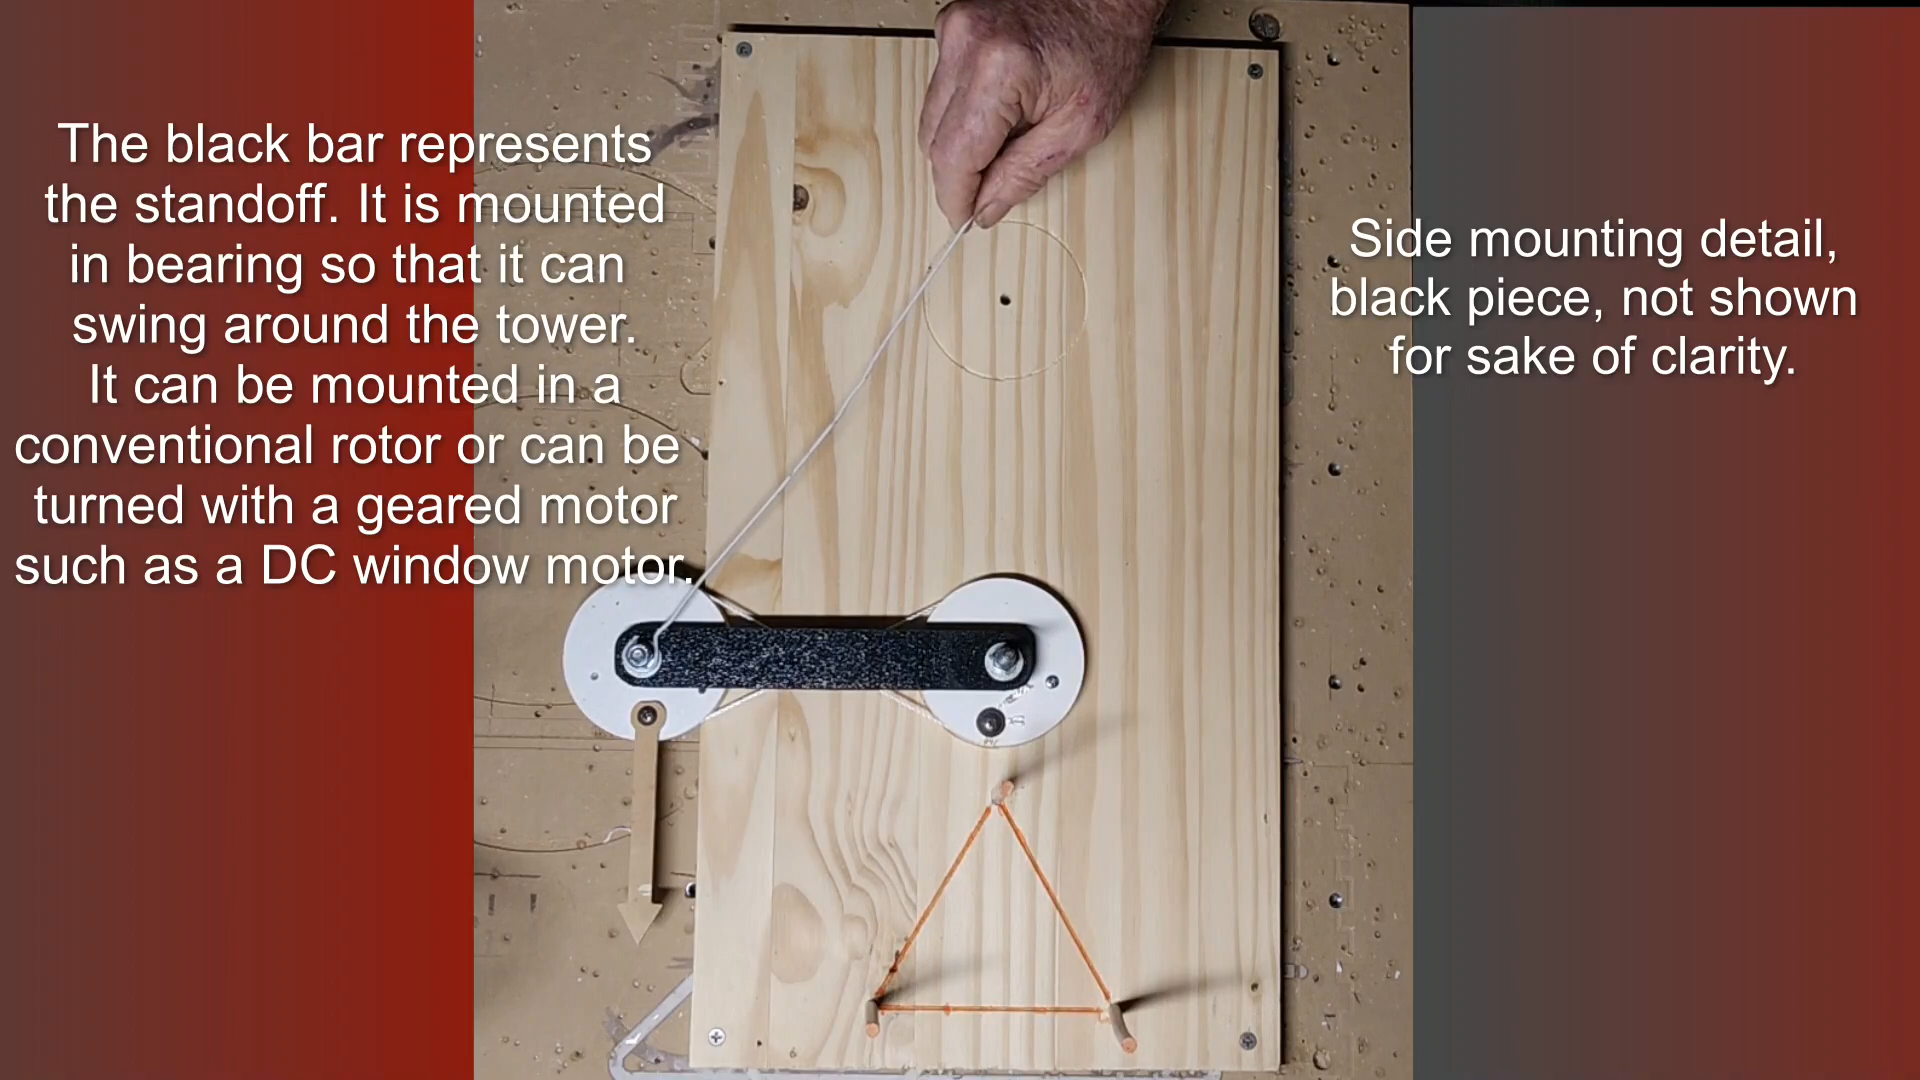 The black bar represents
the standoff. It is mounted
in bearing so that it can
swing around the tower.
It can be mounted in a
conventional rotor or can be
turned with a geared motor
such as a DC window motor.
Side mounting detail,
black piece, not shown
for sake of clarity.